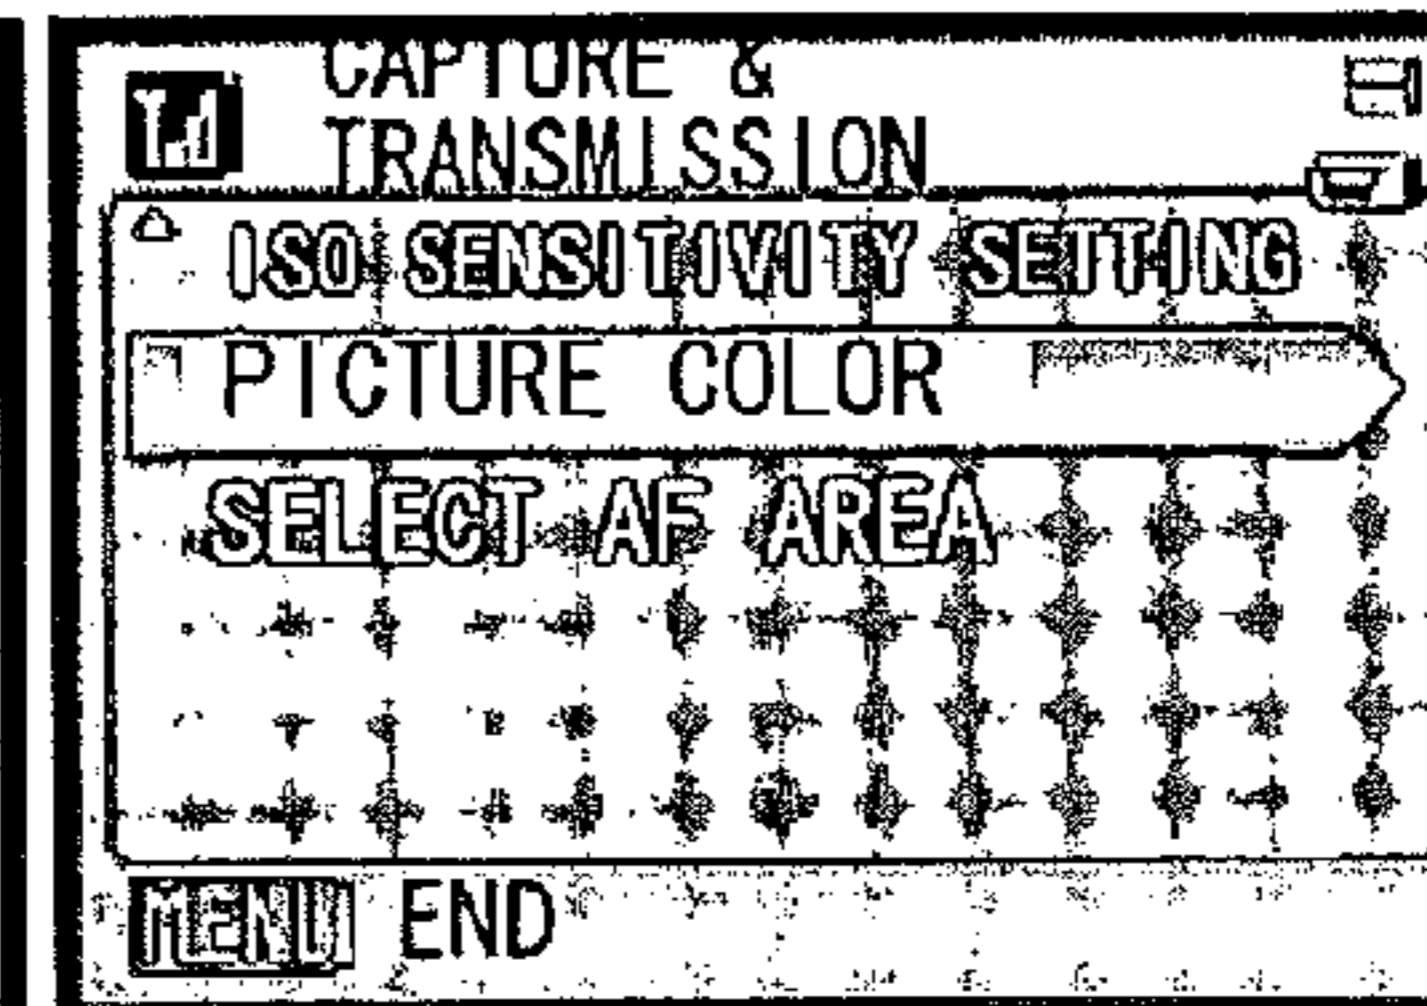 CAPTURE &
TRANSMISSION
ISO SENSITIVITY SETTING
PICTURE COLOR
SELECT AF AREA
MENU END